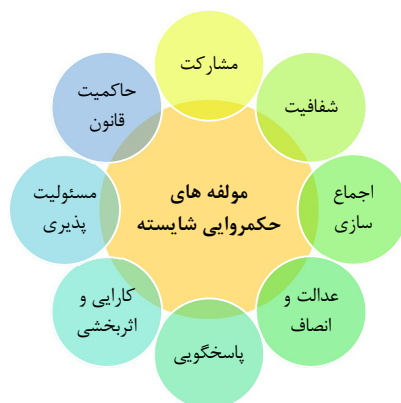 مولفه های
حکمروایی شایسته
مشارکت
شفافیت
اجماع
سازی
عدالت و
انصاف
پاسخگویی
کارایی و
اثربخشی
مسئولیت
پذیری
حاکمیت
قانون